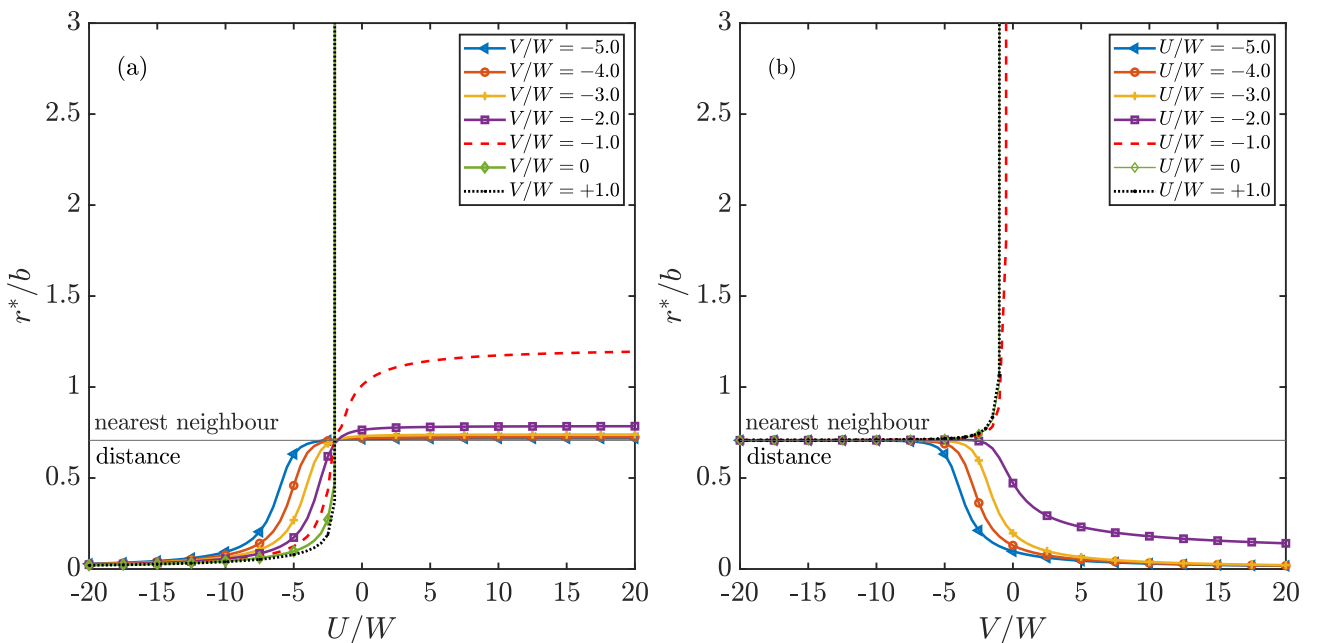 (a)
V/W = −5.0
V/W = −4.0
V/W = −3.0
V/W = −2.0
V/W = −1.0
V/W = 0
V/W = +1.0
3
2.5
2
1.5
1
0.5
0
r*/b
nearest neighbour
distance
-20 -15 -10 -5 0 5 10 15 20
U/W
(b)
U/W = −5.0
U/W = −4.0
U/W = −3.0
U/W = −2.0
U/W = −1.0
U/W = 0
U/W = +1.0
3
2.5
2
1.5
1
0.5
0
r*/b
nearest neighbour
distance
-20 -15 -10 -5 0 5 10 15 20
V/W